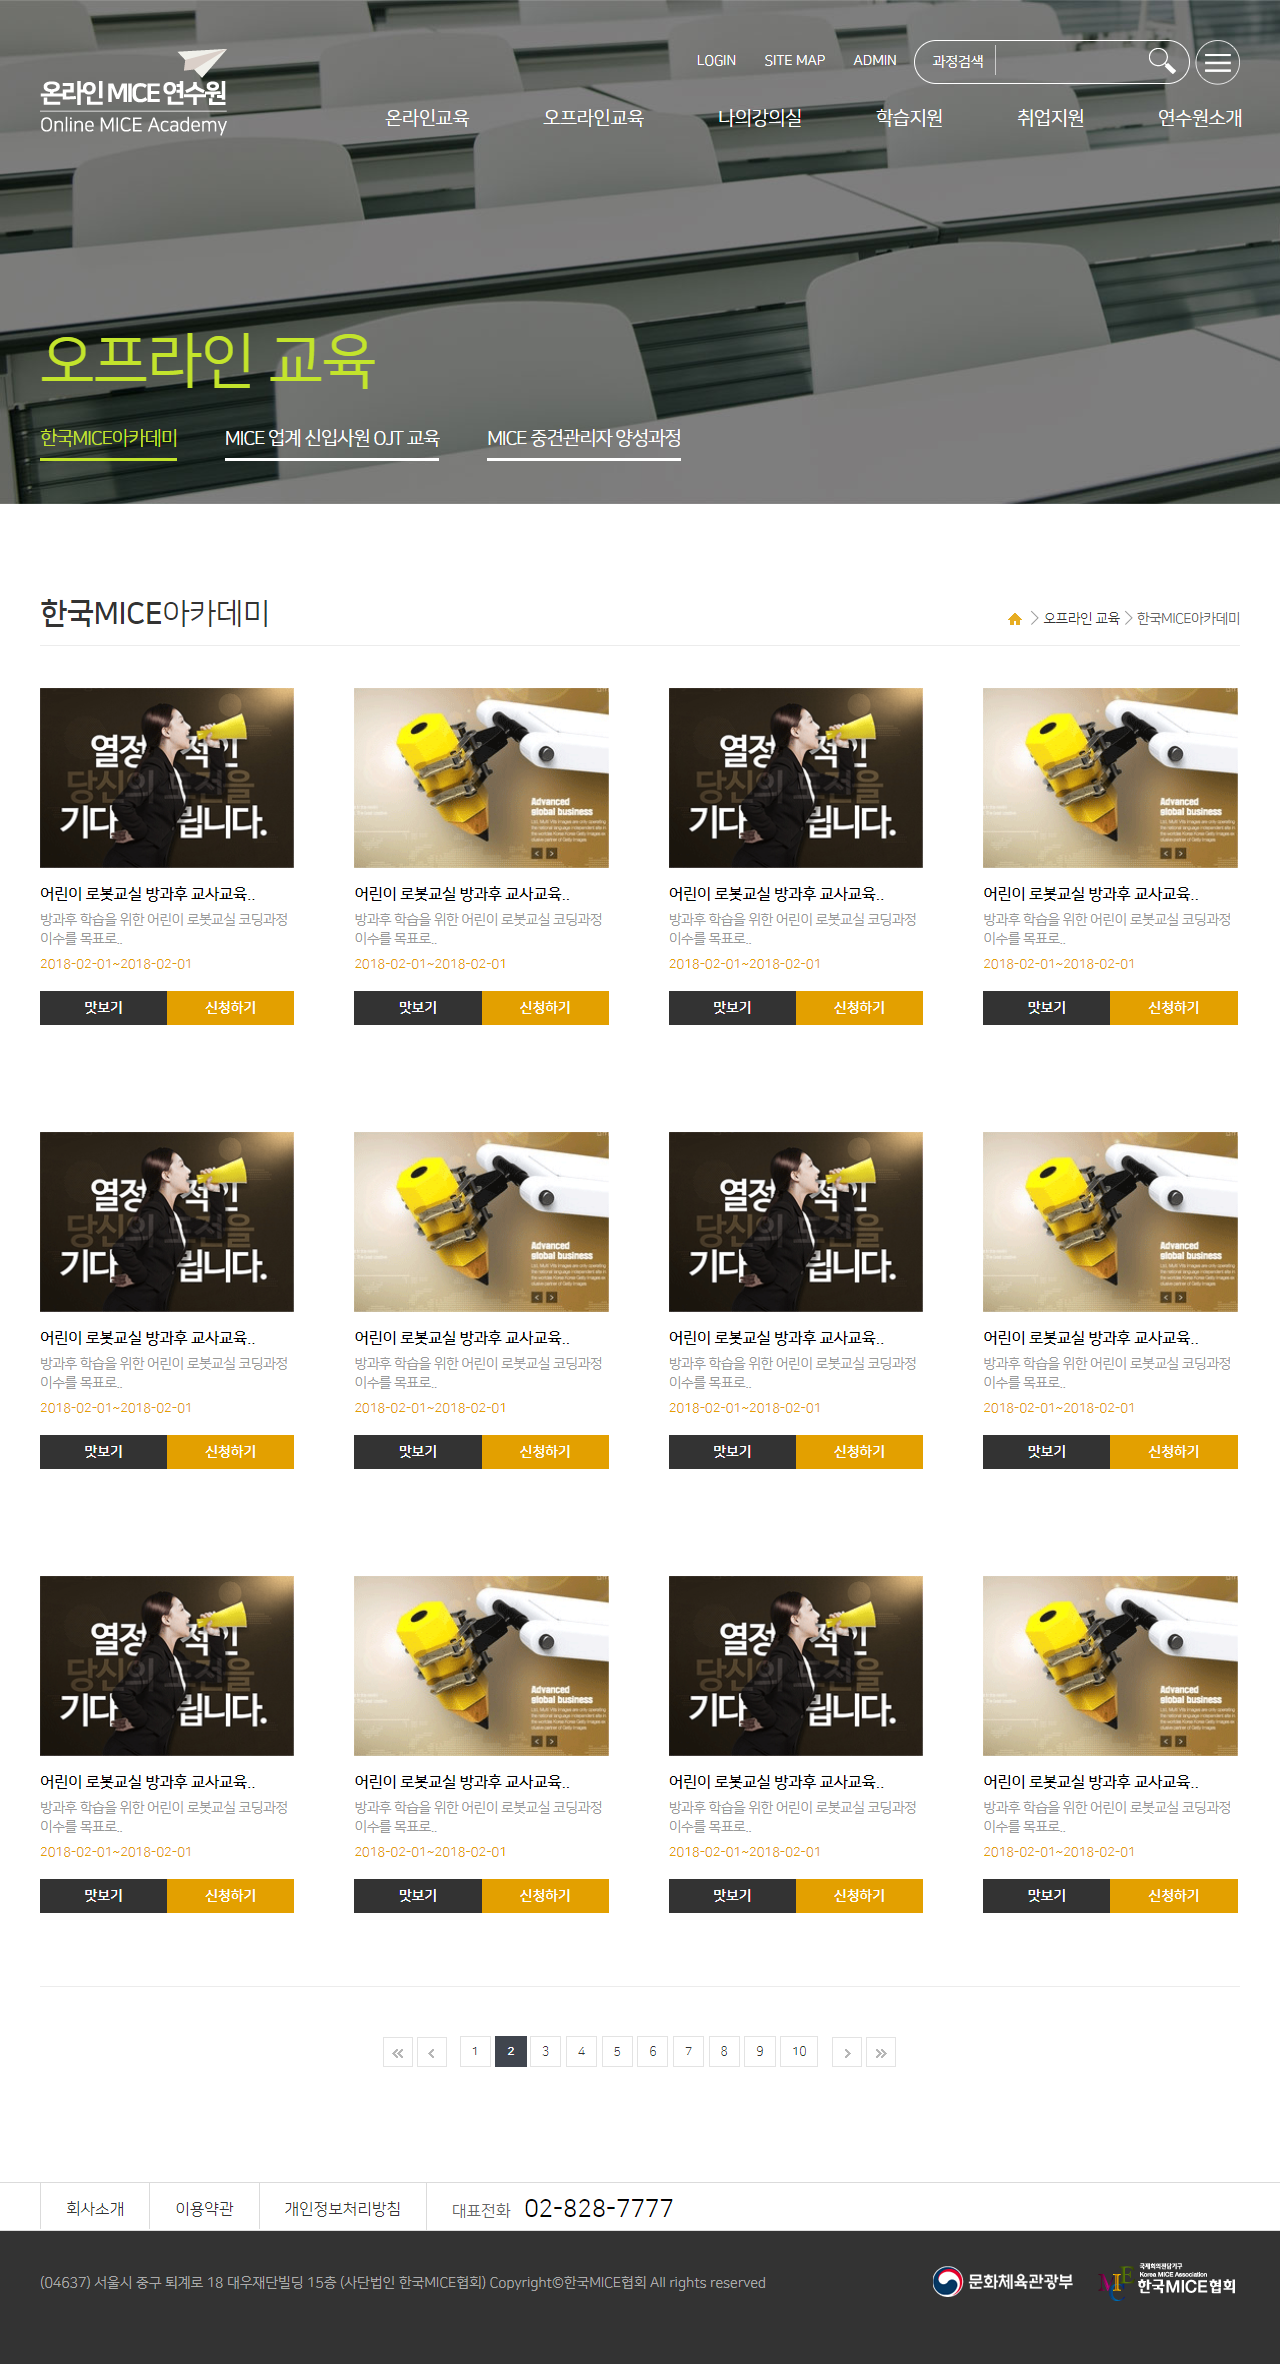 LOGIN SITE MAP ADMIN 과정검색
온라인 MICE 연수원
Online MICE Academy
온라인교육 오프라인교육 나의강의실 학습지원 취업지원 연수원소개
오프라인 교육
한국MICE아카데미 MICE 업계 신입사원 OJT 교육 MICE 중견관리자 양성과정
한국MICE아카데미
> 오프라인 교육 > 한국MICE아카데미
열정 적인
당신의 도전을
기다 립니다.
Advanced
global business
열정 적인
당신의 도전을
기다 립니다.
Advanced
global business
어린이 로봇교실 방과후 교사교육.. 어린이 로봇교실 방과후 교사교육.. 어린이 로봇교실 방과후 교사교육.. 어린이 로봇교실 방과후 교사교육..
방과후 학습을 위한 어린이 로봇교실 코딩과정 방과후 학습을 위한 어린이 로봇교실 코딩과정 방과후 학습을 위한 어린이 로봇교실 코딩과정 방과후 학습을 위한 어린이 로봇교실 코딩과정
이수를 목표로.. 이수를 목표로.. 이수를 목표로.. 이수를 목표로..
2018-02-01~2018-02-01 2018-02-01~2018-02-01 2018-02-01~2018-02-01 2018-02-01~2018-02-01
맛보기 신청하기 맛보기 신청하기 맛보기 신청하기 맛보기 신청하기
열정 적인
당신의 도전을
기다 립니다.
Advanced
global business
열정 적인
당신의 도전을
기다 립니다.
Advanced
global business
어린이 로봇교실 방과후 교사교육.. 어린이 로봇교실 방과후 교사교육.. 어린이 로봇교실 방과후 교사교육.. 어린이 로봇교실 방과후 교사교육..
방과후 학습을 위한 어린이 로봇교실 코딩과정 방과후 학습을 위한 어린이 로봇교실 코딩과정 방과후 학습을 위한 어린이 로봇교실 코딩과정 방과후 학습을 위한 어린이 로봇교실 코딩과정
이수를 목표로.. 이수를 목표로.. 이수를 목표로.. 이수를 목표로..
2018-02-01~2018-02-01 2018-02-01~2018-02-01 2018-02-01~2018-02-01 2018-02-01~2018-02-01
맛보기 신청하기 맛보기 신청하기 맛보기 신청하기 맛보기 신청하기
열정 적인
당신의 도전을
기다 립니다.
Advanced
global business
열정 적인
당신의 도전을
기다 립니다.
Advanced
global business
어린이 로봇교실 방과후 교사교육.. 어린이 로봇교실 방과후 교사교육.. 어린이 로봇교실 방과후 교사교육.. 어린이 로봇교실 방과후 교사교육..
방과후 학습을 위한 어린이 로봇교실 코딩과정 방과후 학습을 위한 어린이 로봇교실 코딩과정 방과후 학습을 위한 어린이 로봇교실 코딩과정 방과후 학습을 위한 어린이 로봇교실 코딩과정
이수를 목표로.. 이수를 목표로.. 이수를 목표로.. 이수를 목표로..
2018-02-01~2018-02-01 2018-02-01~2018-02-01 2018-02-01~2018-02-01 2018-02-01~2018-02-01
맛보기 신청하기 맛보기 신청하기 맛보기 신청하기 맛보기 신청하기
« ‹ 1 2 3 4 5 6 7 8 9 10 › »
회사소개 이용약관 개인정보처리방침 대표전화 02-828-7777
(04637) 서울시 중구 퇴계로 18 대우재단빌딩 15층 (사단법인 한국MICE협회) Copyright©한국MICE협회 All rights reserved
문화체육관광부
MICE
국제회의전담기구
Korea MICE Association
한국MICE협회